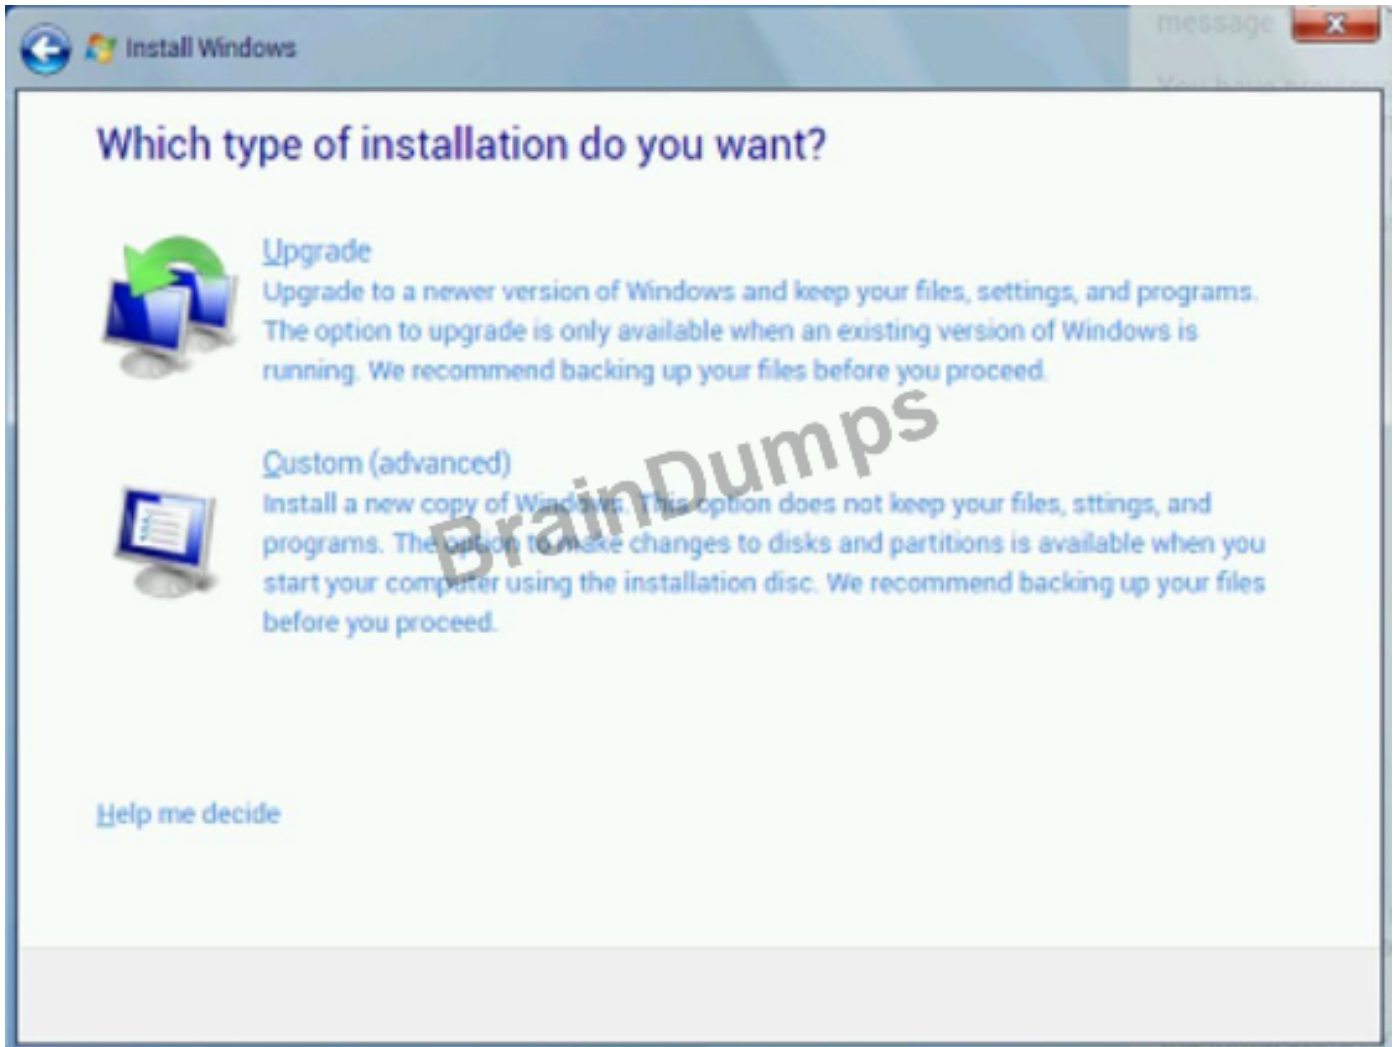 message
Install Windows
You have previous
Which type of installation do you want?
Upgrade
Upgrade to a newer version of Windows and keep your files, settings, and programs.
The option to upgrade is only available when an existing version of Windows is
running. We recommend backing up your files before you proceed.
Custom (advanced)
Install a new copy of Windows. This option does not keep your files, sttings, and
programs. The option to make changes to disks and partitions is available when you
start your computer using the installation disc. We recommend backing up your files
before you proceed.
BrainDumps
Help me decide